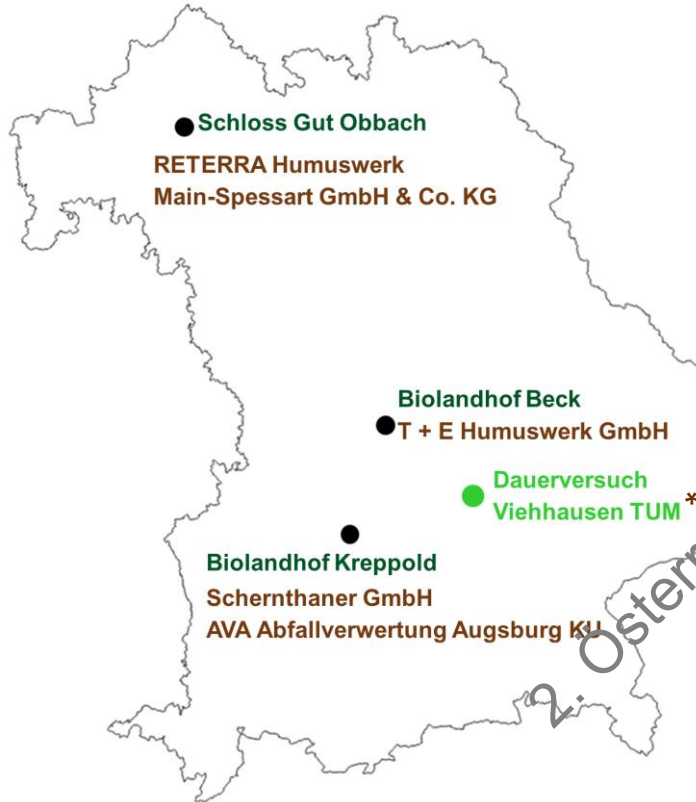 Schloss Gut Obbach
RETERRA Humuswerk
Main-Spessart GmbH & Co. KG
Biolandhof Beck
T + E Humuswerk GmbH
Dauerversuch
Viehhausen TUM *
Biolandhof Kreppold
Schernthaner GmbH
AVA Abfallverwertung Augsburg KU
2. Östern